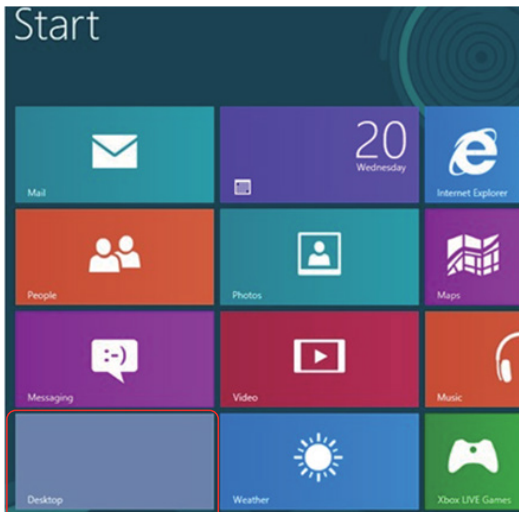 Start
Mail
20
Wednesday
Internet Explorer
People
Photos
Maps
:-)
Messaging
Video
Music
Desktop
Weather
Xbox LIVE Games